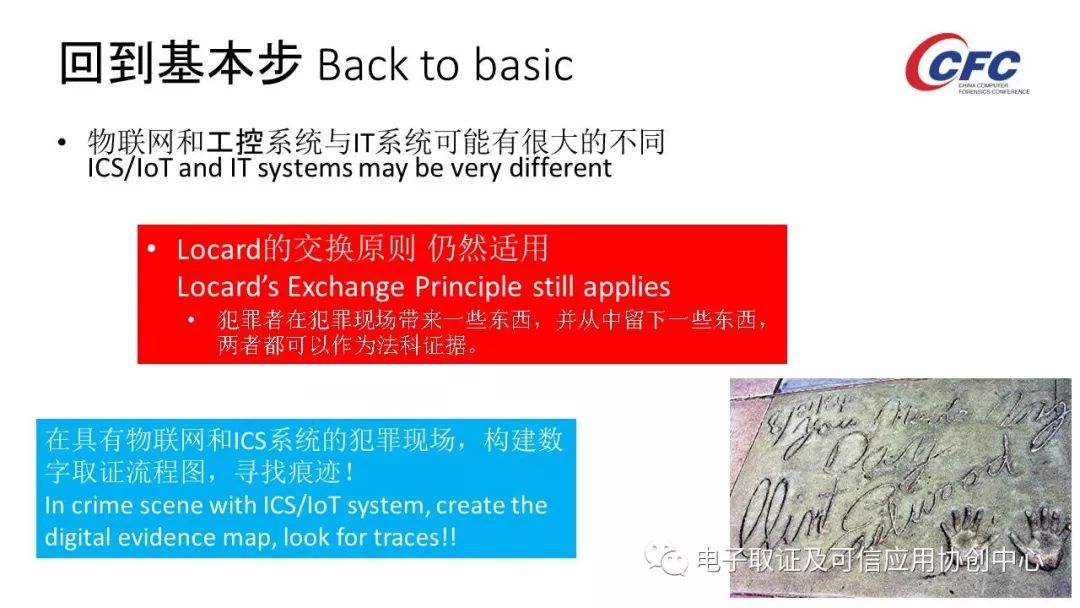 回到基本步 Back to basic
CFC
CHINA COMPUTER
FORENSICS CONFERENCE
• 物联网和工控系统与IT系统可能有很大的不同
ICS/IoT and IT systems may be very different
• Locard的交换原则 仍然适用
Locard’s Exchange Principle still applies
• 犯罪者在犯罪现场带来一些东西，并从中留下一些东西，
两者都可以作为法科证据。
在具有物联网和ICS系统的犯罪现场，构建数
字取证流程图，寻找痕迹！
In crime scene with ICS/IoT system, create the
digital evidence map, look for traces!!
You Made My
Day
Clint Eastwood
电子取证及可信应用协创中心